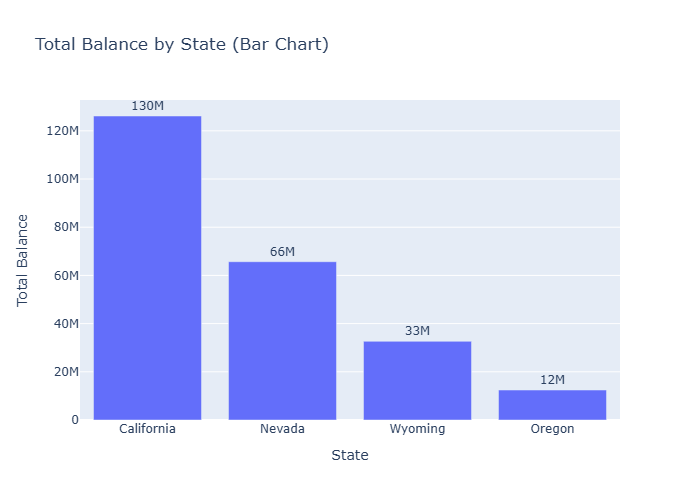 Total Balance by State (Bar Chart)
Total Balance
120M
100M
80M
60M
40M
20M
0
130M
66M
33M
12M
California
Nevada
Wyoming
Oregon
State